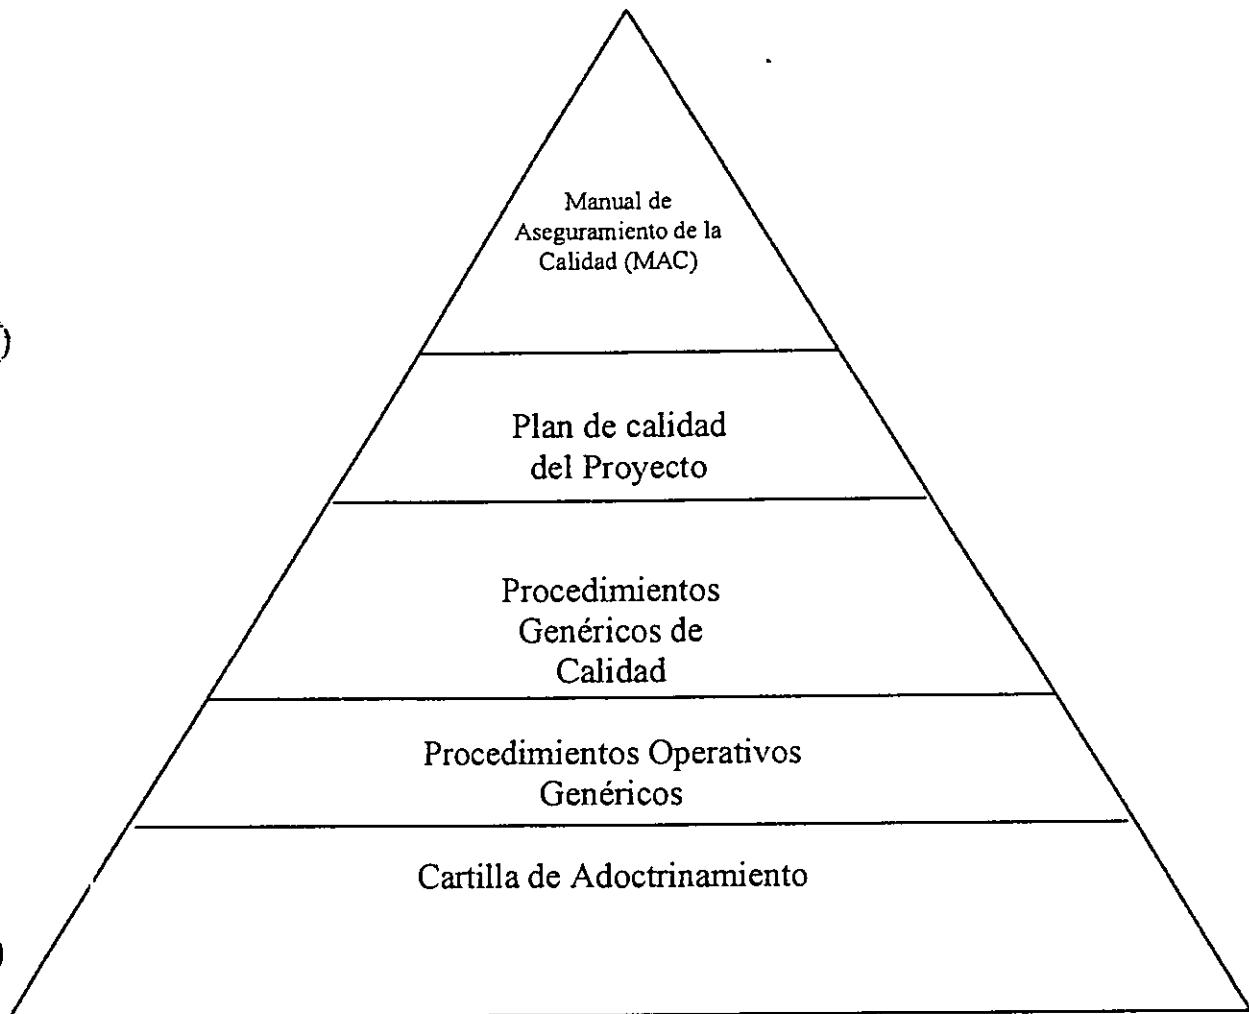 Manual de
Aseguramiento de la
Calidad (MAC)
)
Plan de calidad
del Proyecto
Procedimientos
Genéricos de
Calidad
Procedimientos Operativos
Genéricos
Cartilla de Adoctrinamiento
)